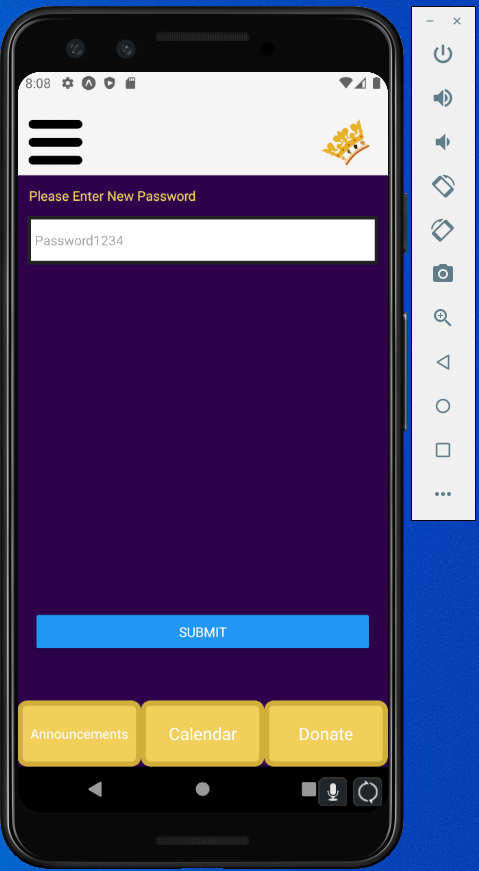 8:08
Please Enter New Password
Password1234
SUBMIT
Announcements
Calendar
Donate